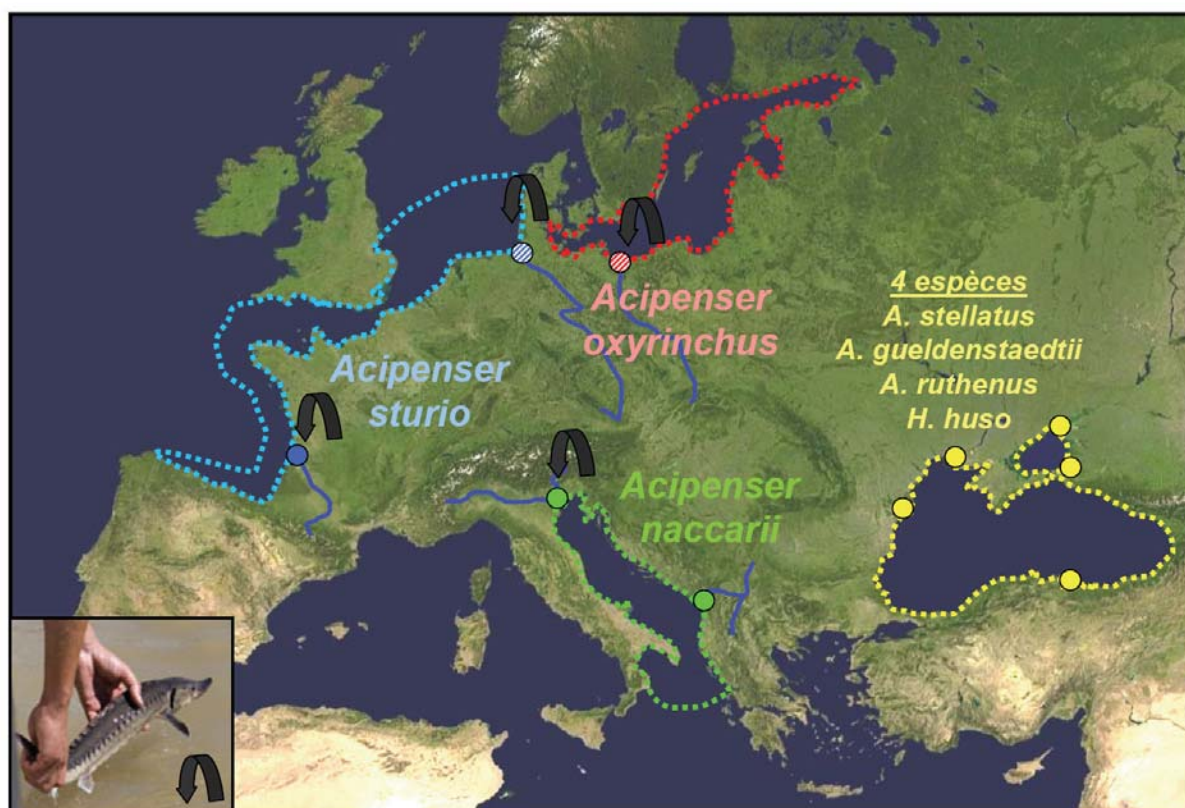 Acipenser
oxyrinchus
4 espèces
A. stellatus
A. gueldenstaedtii
A. ruthenus
H. huso
Acipenser
sturio
Acipenser
naccarii